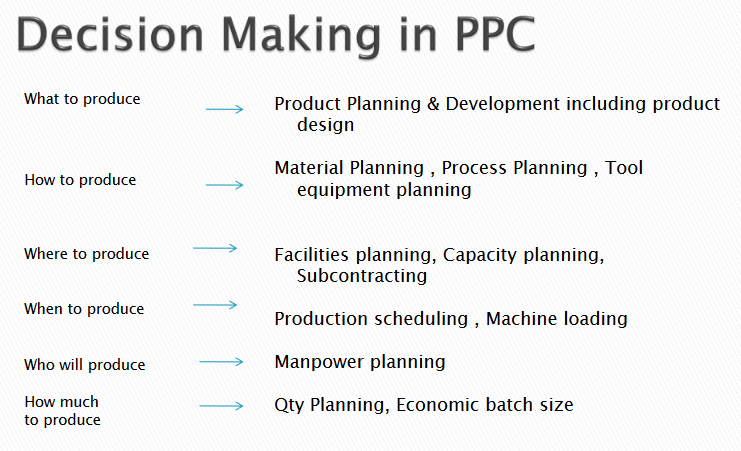 Decision Making in PPC
What to produce
Product Planning & Development including product
design
How to produce
Material Planning , Process Planning , Tool
equipment planning
Where to produce
Facilities planning, Capacity planning,
Subcontracting
When to produce
Production scheduling , Machine loading
Who will produce
Manpower planning
How much
to produce
Qty Planning, Economic batch size